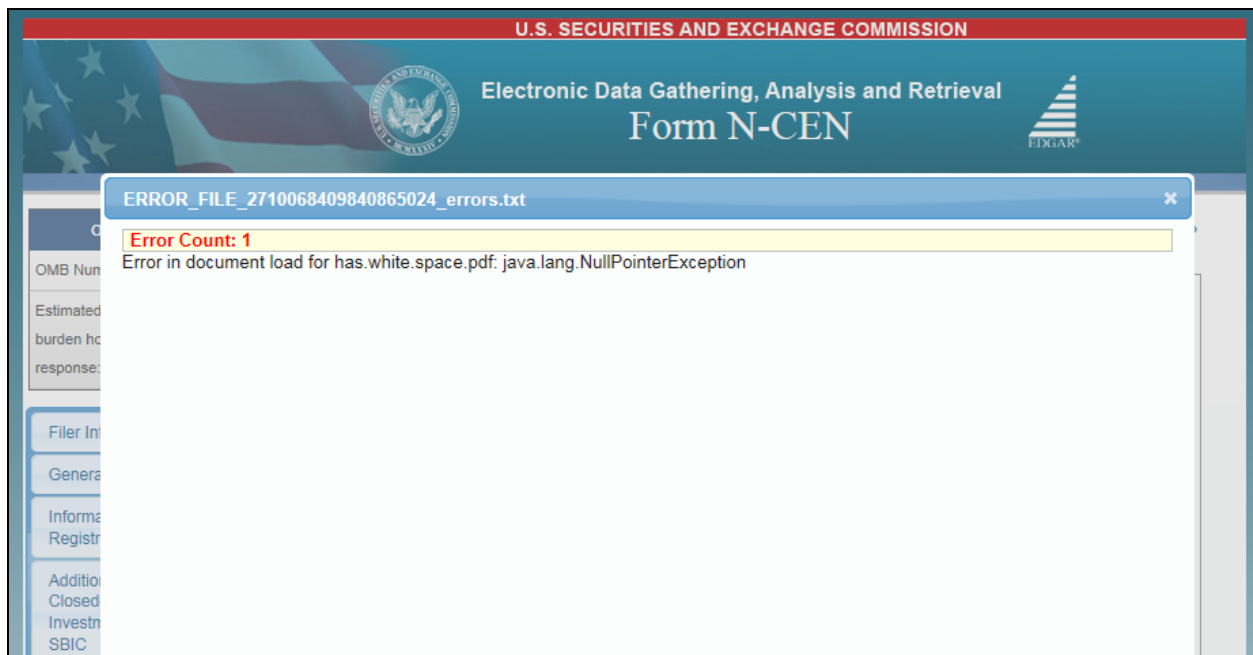 U.S. SECURITIES AND EXCHANGE COMMISSION
Electronic Data Gathering, Analysis and Retrieval
Form N-CEN
EDGAR®
ERROR_FILE_2710068409840865024_errors.txt
Error Count: 1
Error in document load for has.white.space.pdf: java.lang.NullPointerException
OMB Num
Estimated
burden ho
response:
Filer In
Genera
Informa
Registr
Additio
Closed
Investm
SBIC